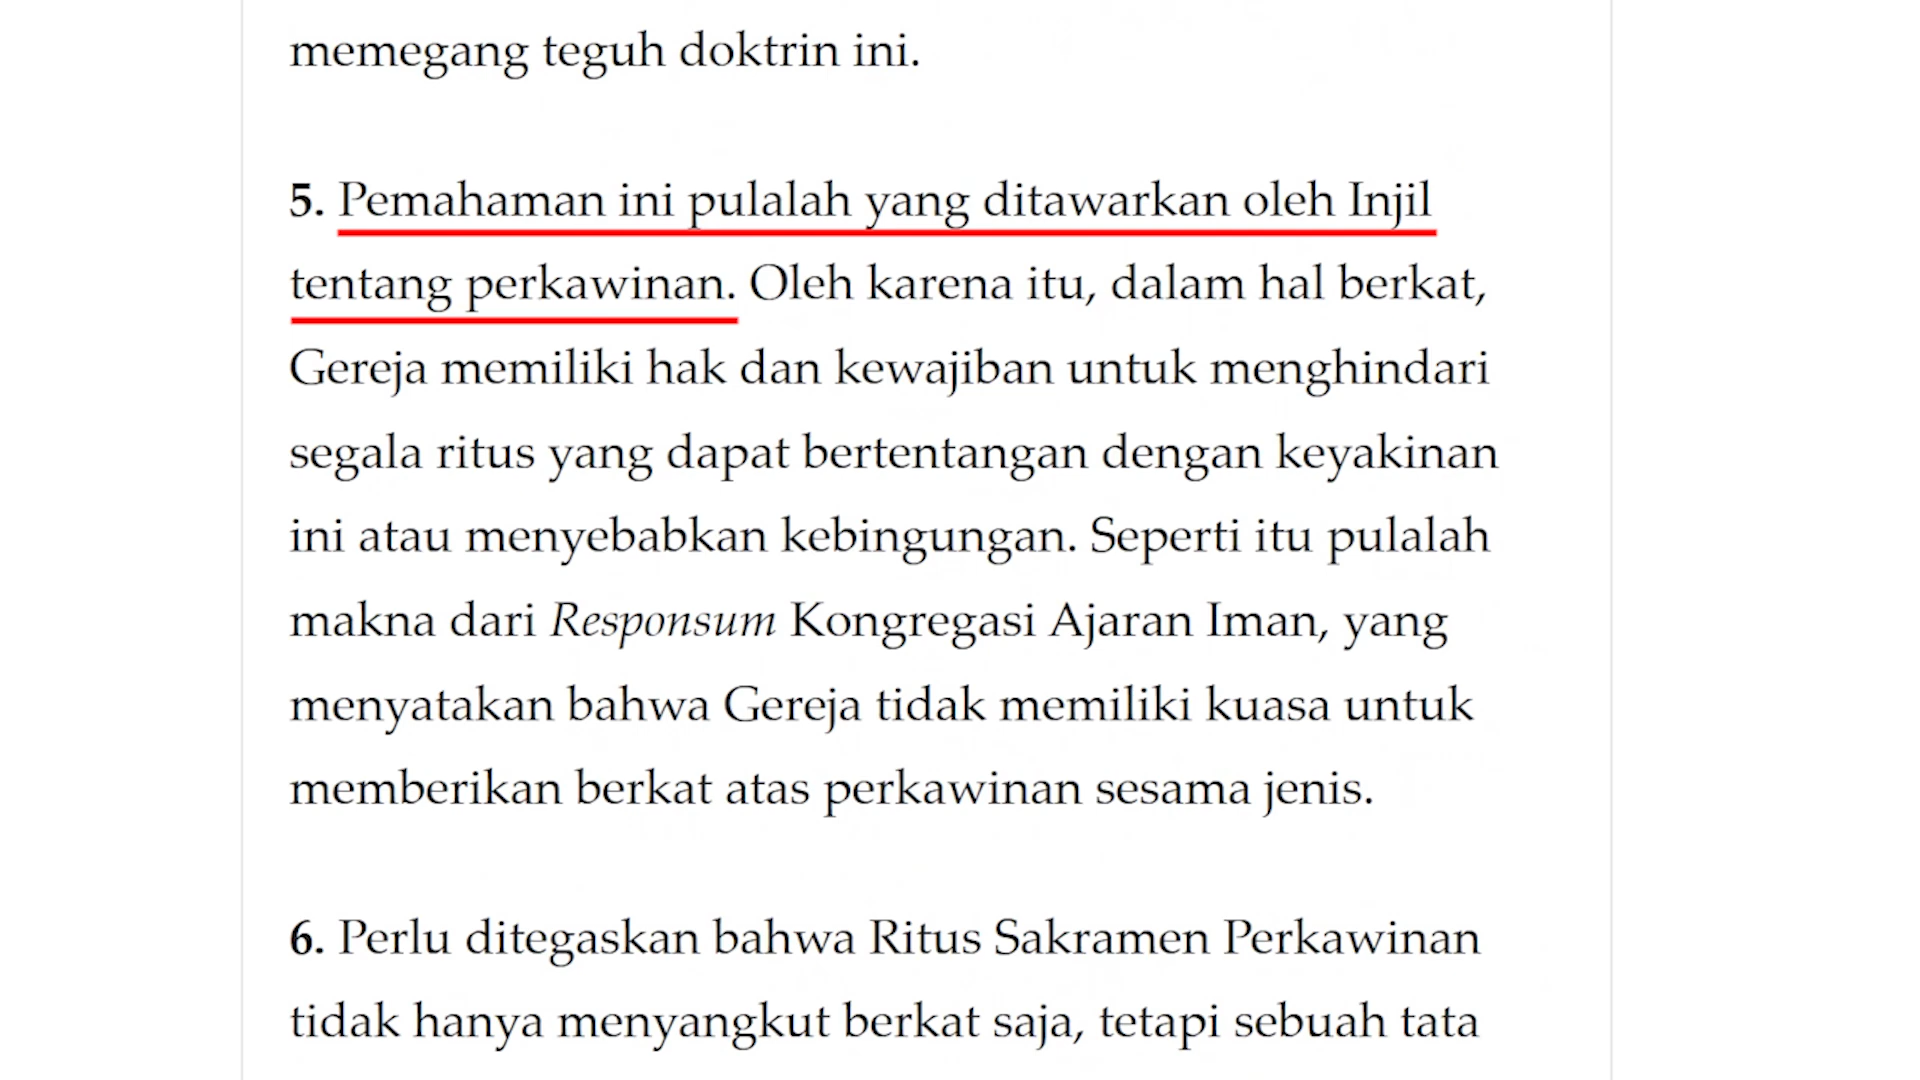 memegang teguh doktrin ini.
5. Pemahaman ini pulalah yang ditawarkan oleh Injil
tentang perkawinan. Oleh karena itu, dalam hal berkat,
Gereja memiliki hak dan kewajiban untuk menghindari
segala ritus yang dapat bertentangan dengan keyakinan
ini atau menyebabkan kebingungan. Seperti itu pulalah
makna dari Responsum Kongregasi Ajaran Iman, yang
menyatakan bahwa Gereja tidak memiliki kuasa untuk
memberikan berkat atas perkawinan sesama jenis.
6. Perlu ditegaskan bahwa Ritus Sakramen Perkawinan
tidak hanya menyangkut berkat saja, tetapi sebuah tata